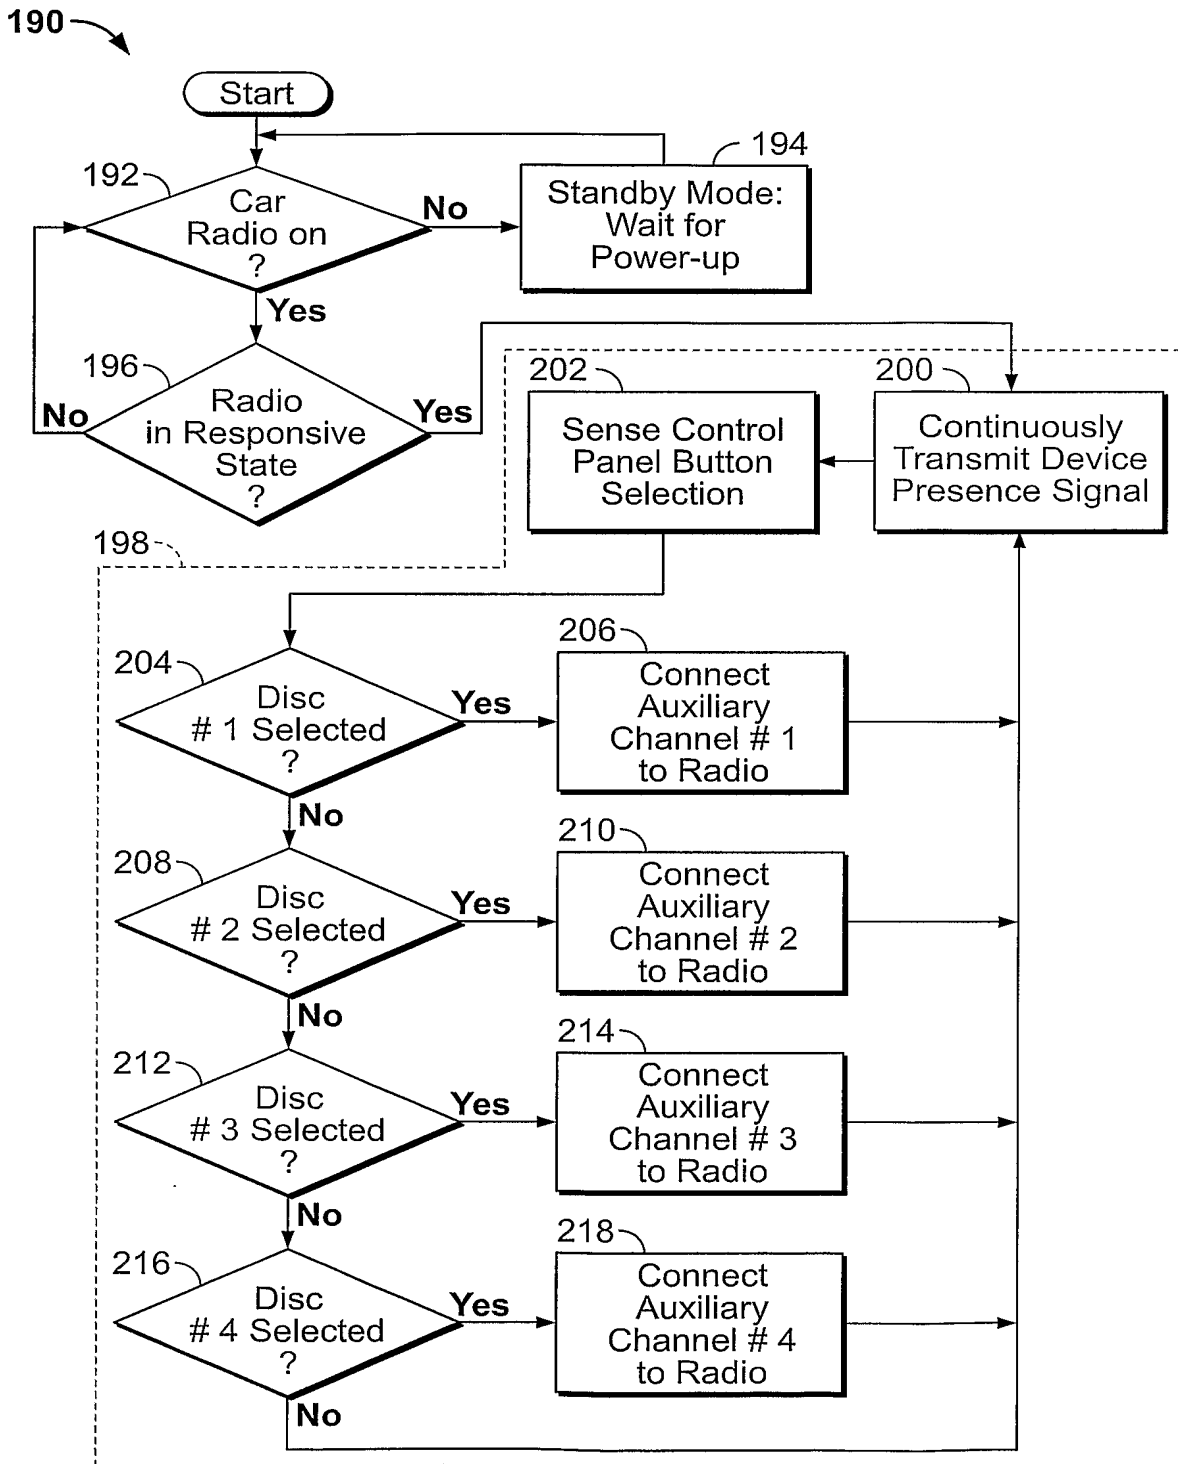 190
Start
192
Car
Radio on
?
No
194
Standby Mode:
Wait for
Power-up
Yes
196
Radio
in Responsive
State
?
No
Yes
202
Sense Control
Panel Button
Selection
200
Continuously
Transmit Device
Presence Signal
198
204
Disc
# 1 Selected
?
Yes
206
Connect
Auxiliary
Channel # 1
to Radio
No
208
Disc
# 2 Selected
?
Yes
210
Connect
Auxiliary
Channel # 2
to Radio
No
212
Disc
# 3 Selected
?
Yes
214
Connect
Auxiliary
Channel # 3
to Radio
No
216
Disc
# 4 Selected
?
Yes
218
Connect
Auxiliary
Channel # 4
to Radio
No